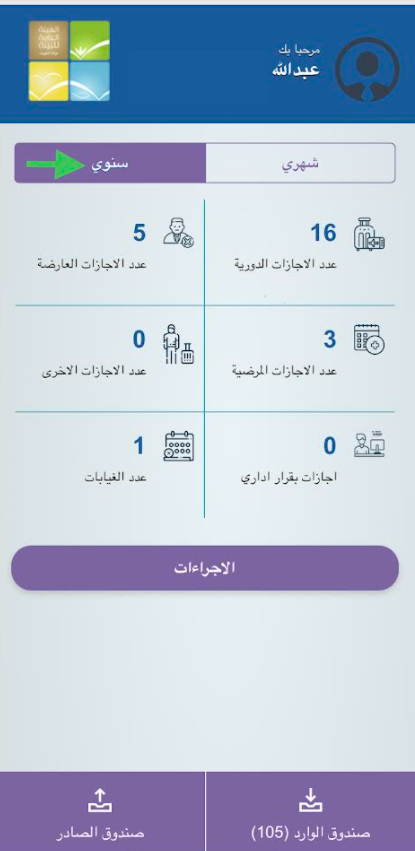 مرحبا بك
عبدالله
الهيئة
العامة
للبيئة
شهري
سنوي
16
عدد الاجازات الدورية
5
عدد الاجازات العارضة
3
عدد الاجازات المرضية
0
عدد الاجازات الاخرى
0
اجازات بقرار اداري
1
عدد الغيابات
الاجراءات
صندوق الوارد (105)
صندوق الصادر